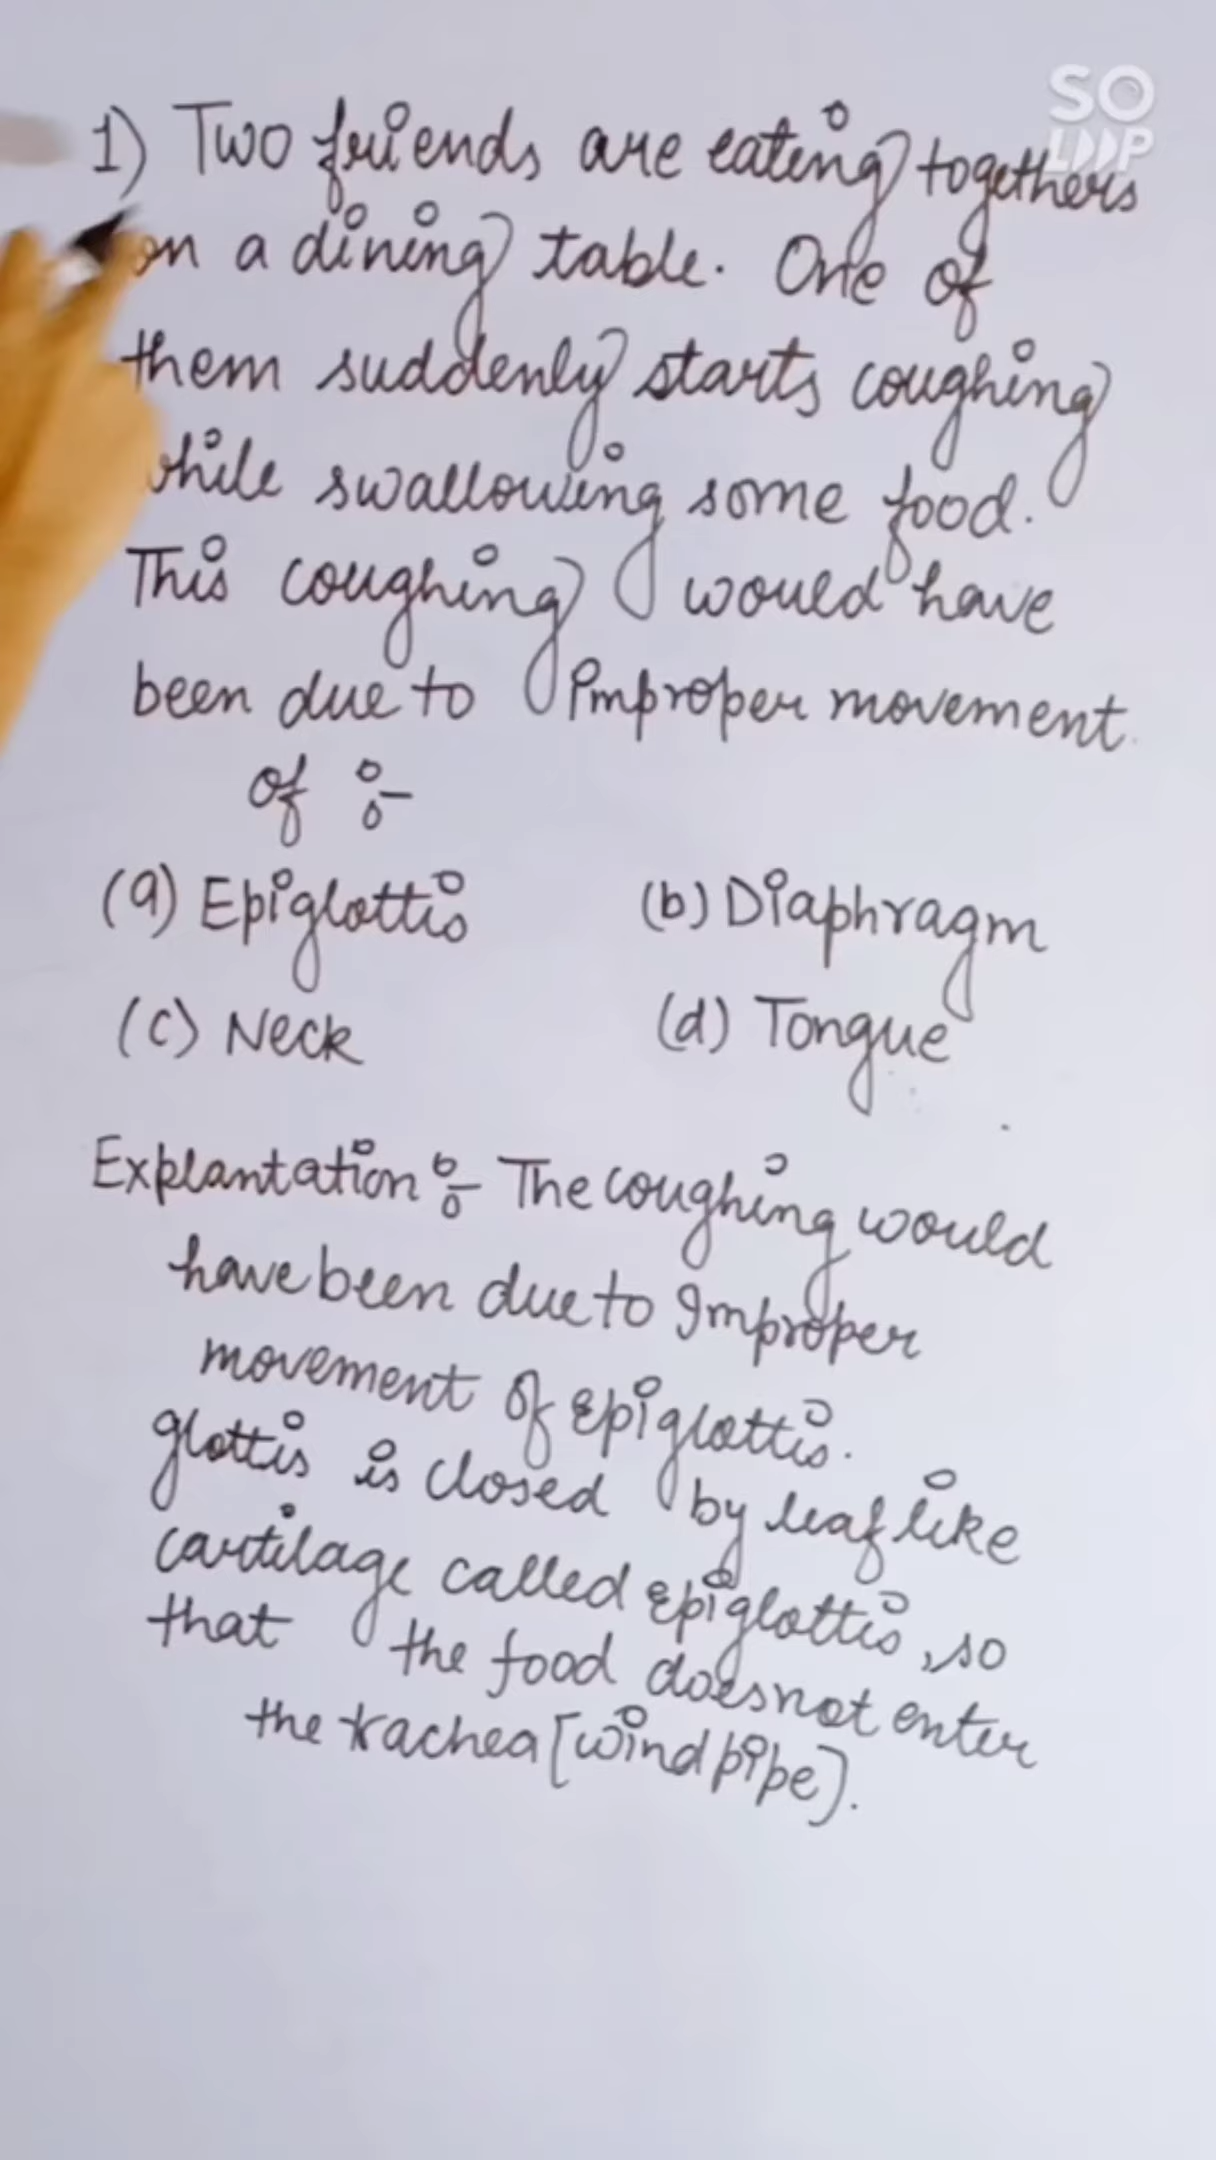 SO
LOOP
1) Two friends are eating togethers
on a dining table. One of
them suddenly starts coughing
while swallowing some food.
This coughing would have
been due to improper movement
of :-
(a) Epiglottis (b) Diaphragm
(c) Neck (d) Tongue
Explantation :- The coughing would
have been due to Improper
movement of Epiglottis.
glottis is closed by leaf like
cartilage called epiglottis, so
that the food does not enter
the trachea [windpipe].